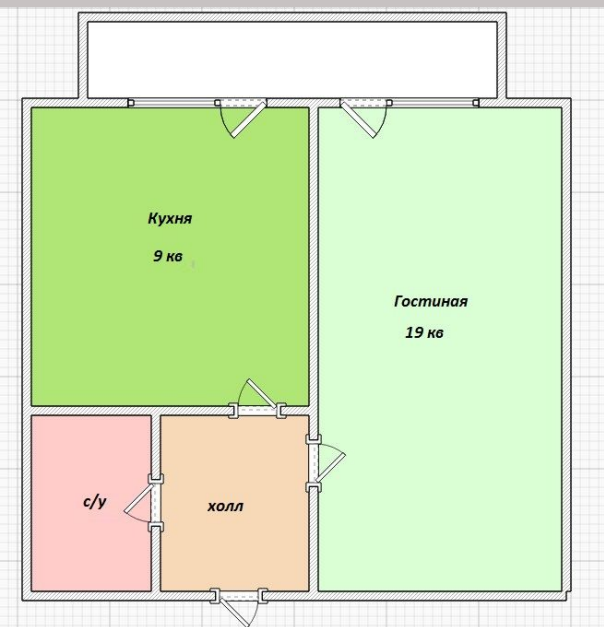 Кухня
9 кв
Гостиная
19 кв
с/у
холл